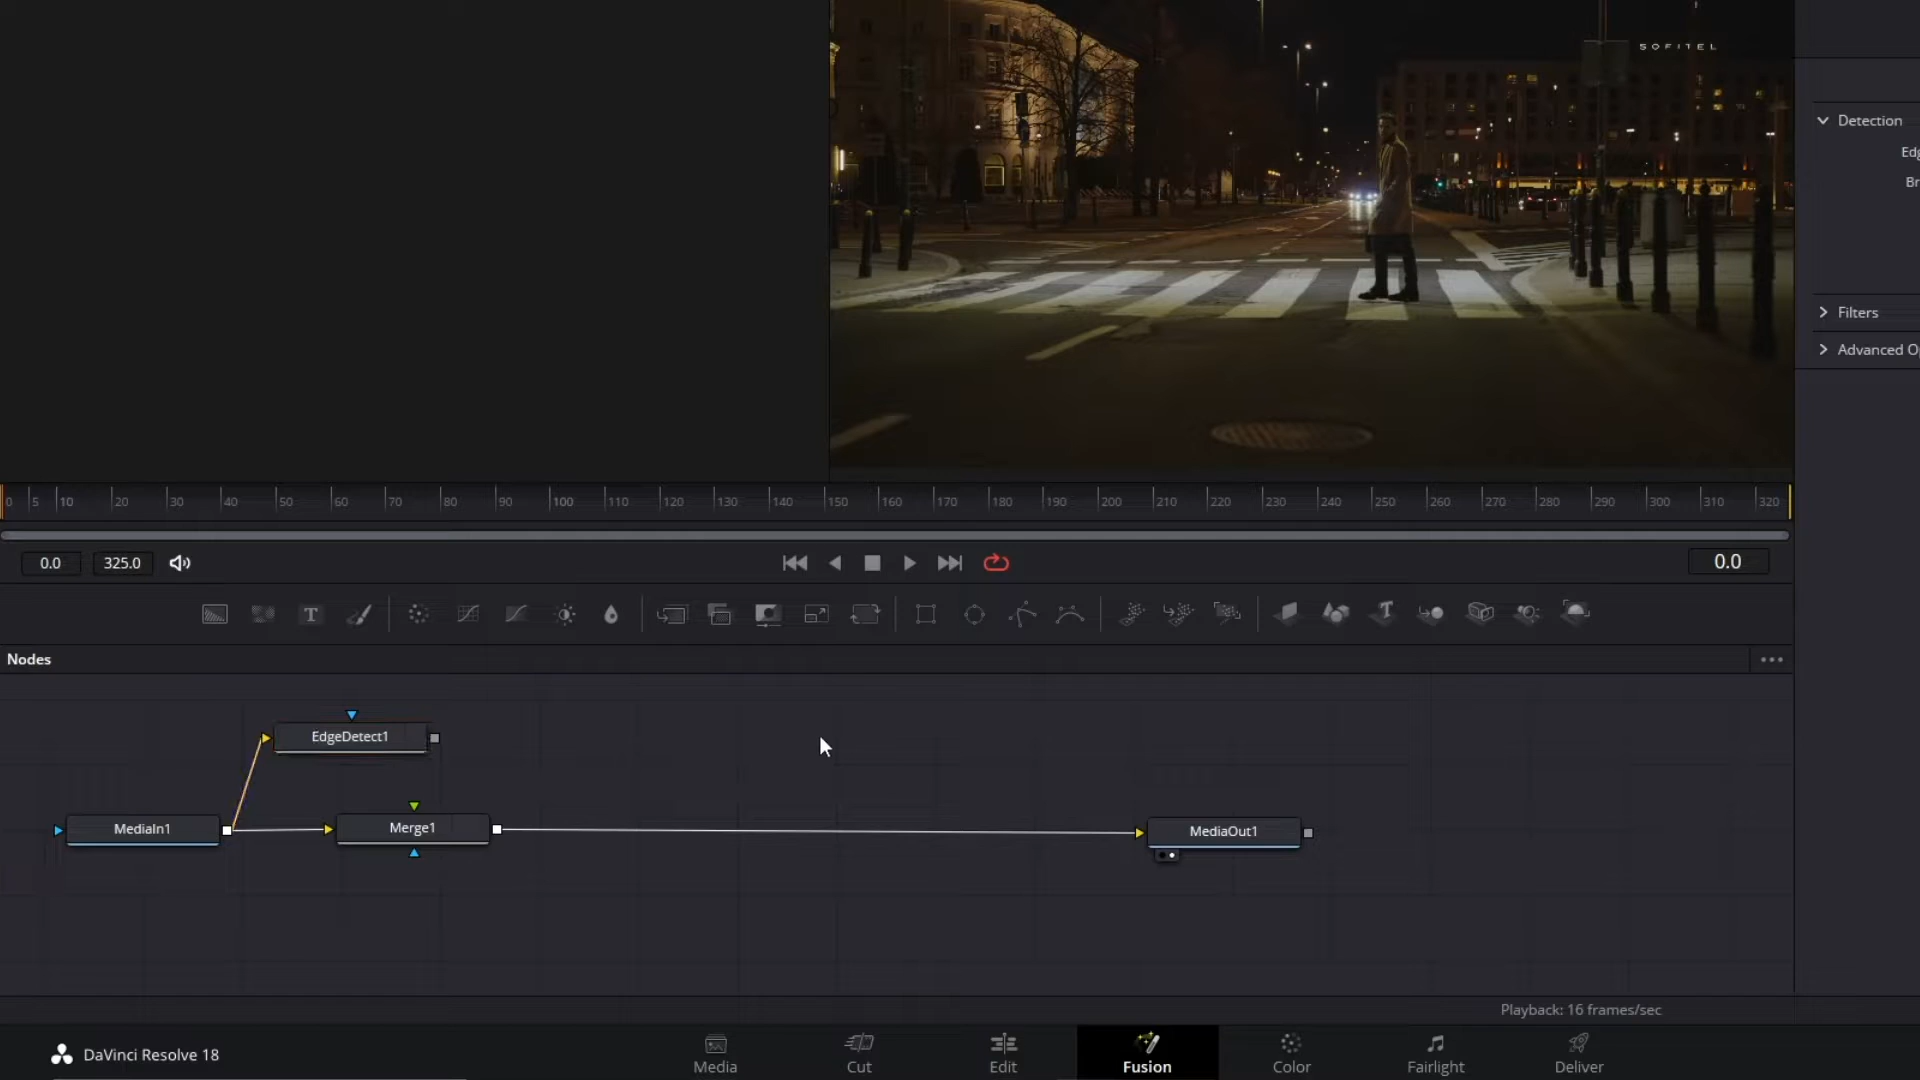 SOFITEL
Detection
Edg
Br
Filters
Advanced Op
0 5 10 20 30 40 50 60 70 80 90 100 110 120 130 140 150 160 170 180 190 200 210 220 230 240 250 260 270 280 290 300 310 320
0.0 325.0 0.0
T T
Nodes
EdgeDetect1
MediaIn1 Merge1 MediaOut1
Playback: 16 frames/sec
DaVinci Resolve 18
Media Cut Edit Fusion Color Fairlight Deliver